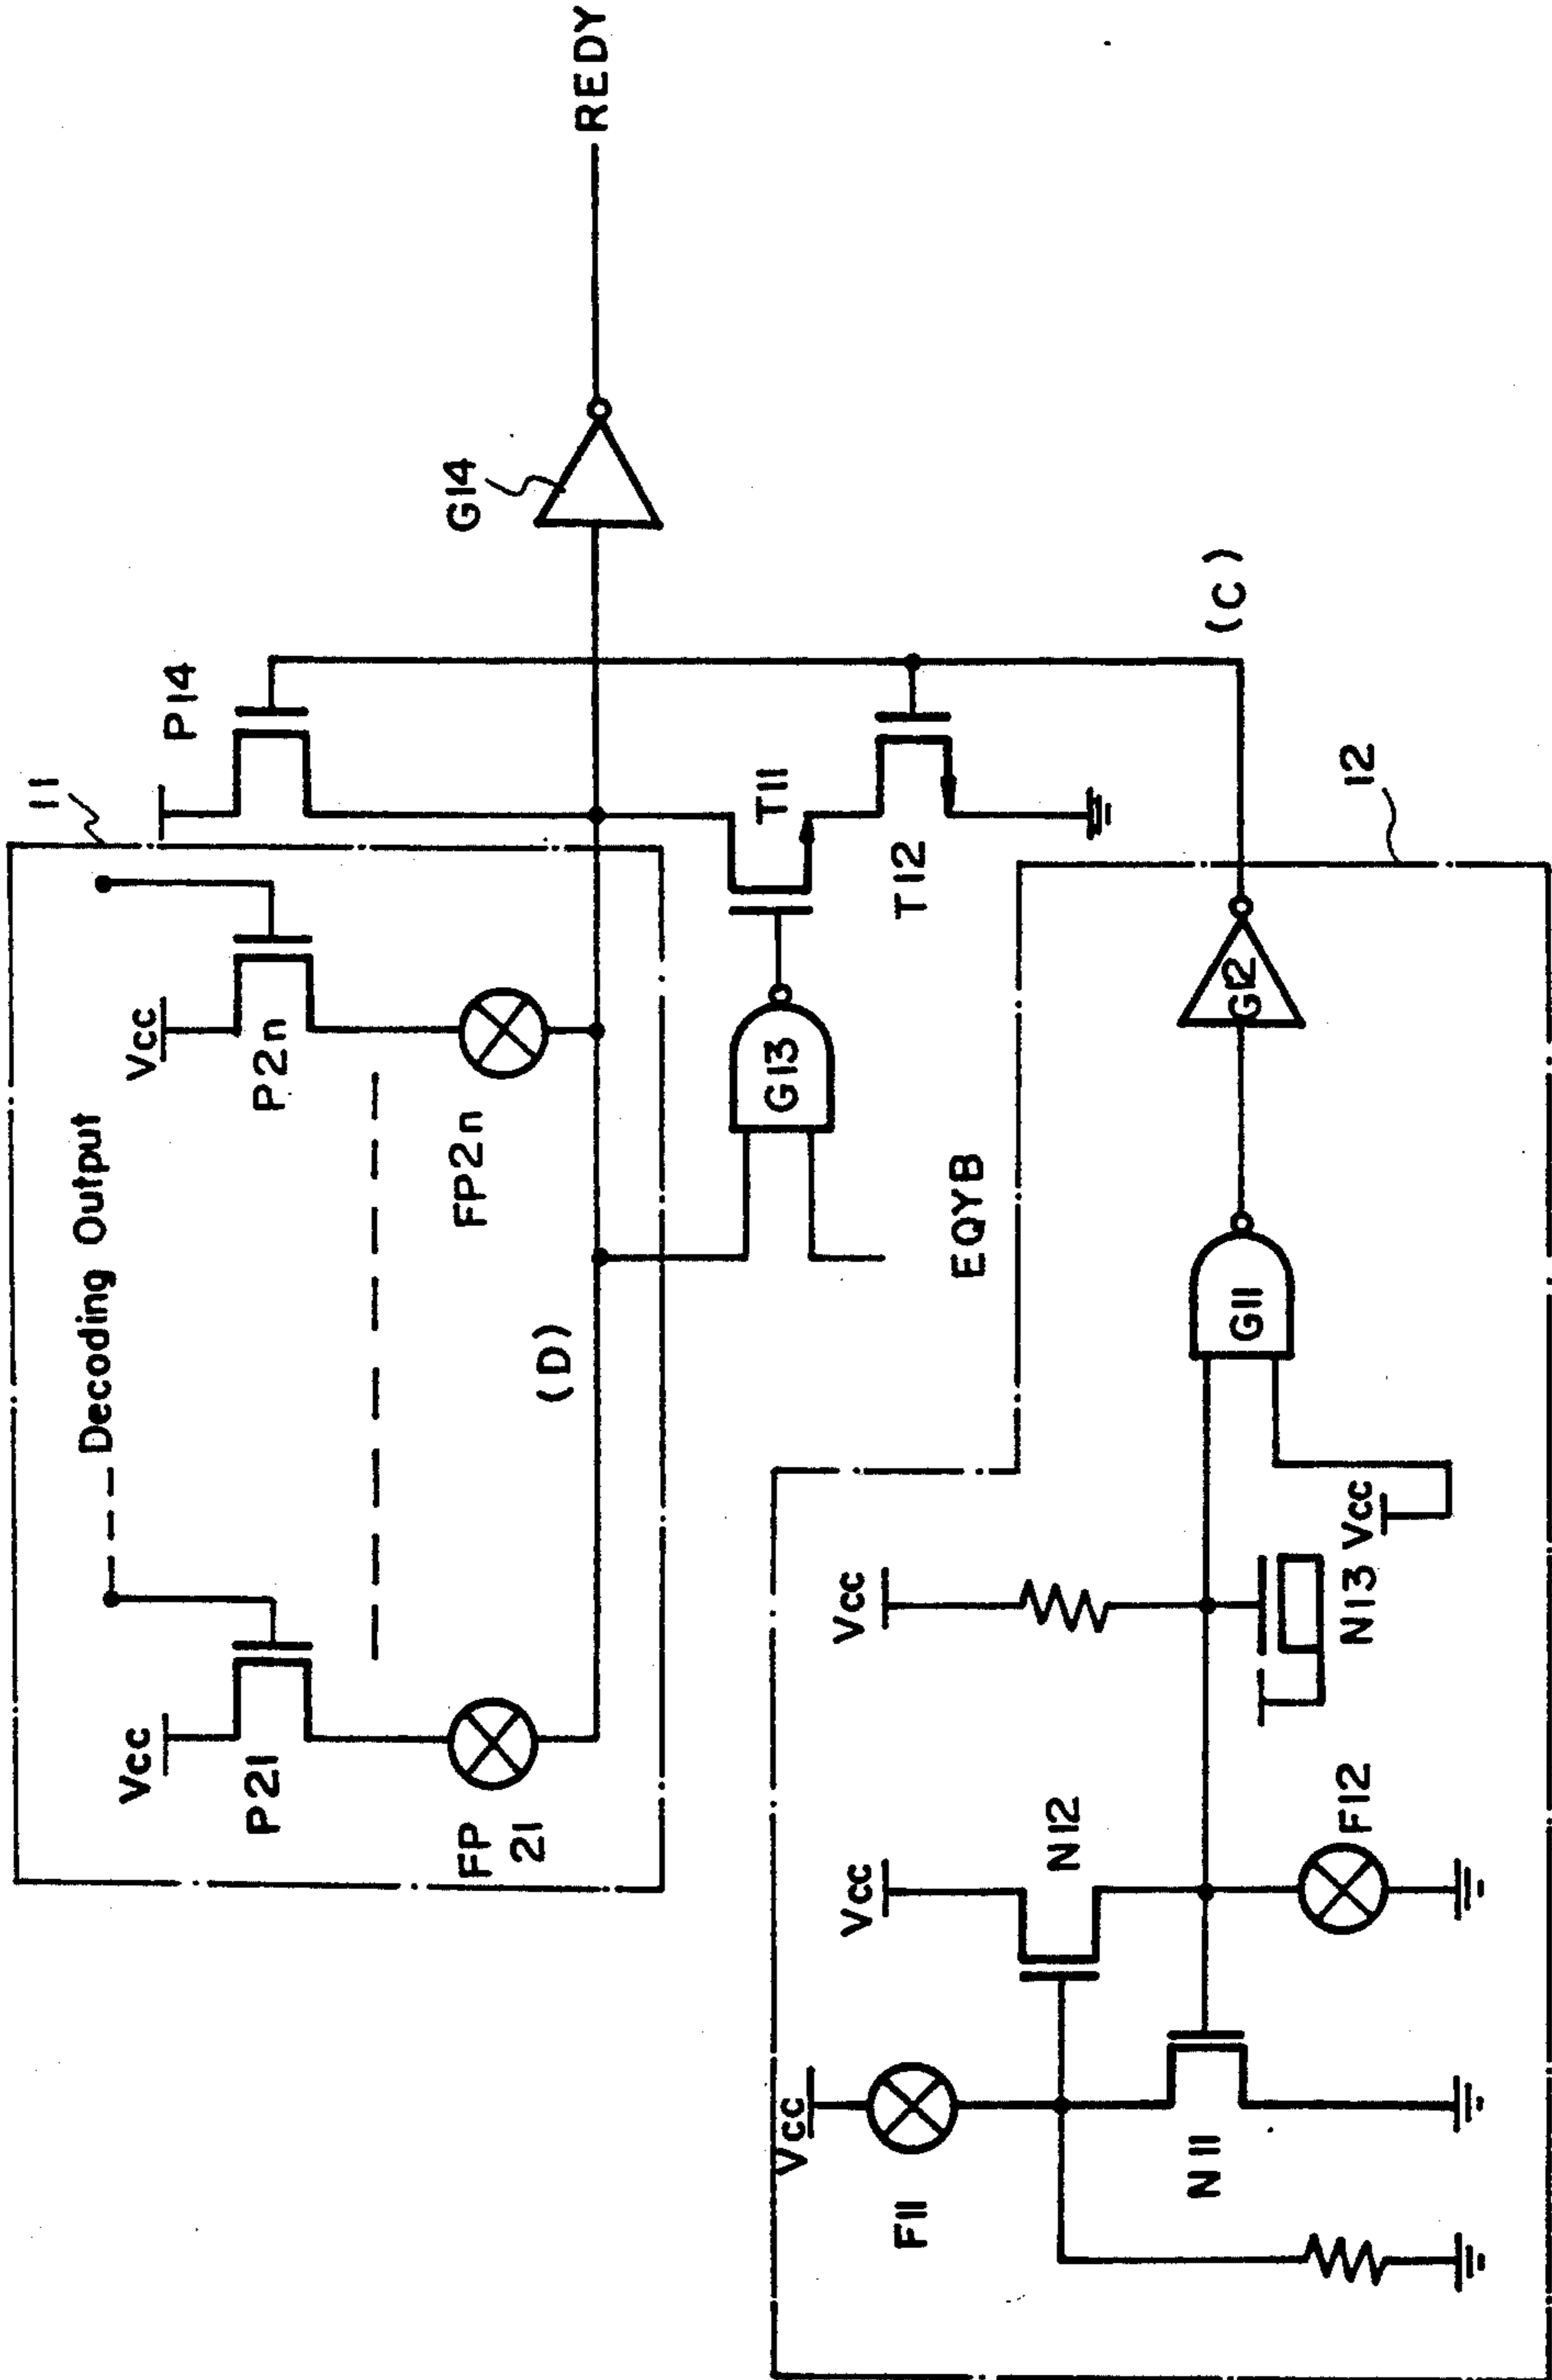 11
Decoding Output
P14
Vcc
P2n
Vcc
P21
FP2n
FP
21
G14
REDY
(D)
G13
T11
EQYB
T12
(C)
12
Vcc
F11
N11
Vcc
N12
F12
Vcc
N13
Vcc
G11
G12